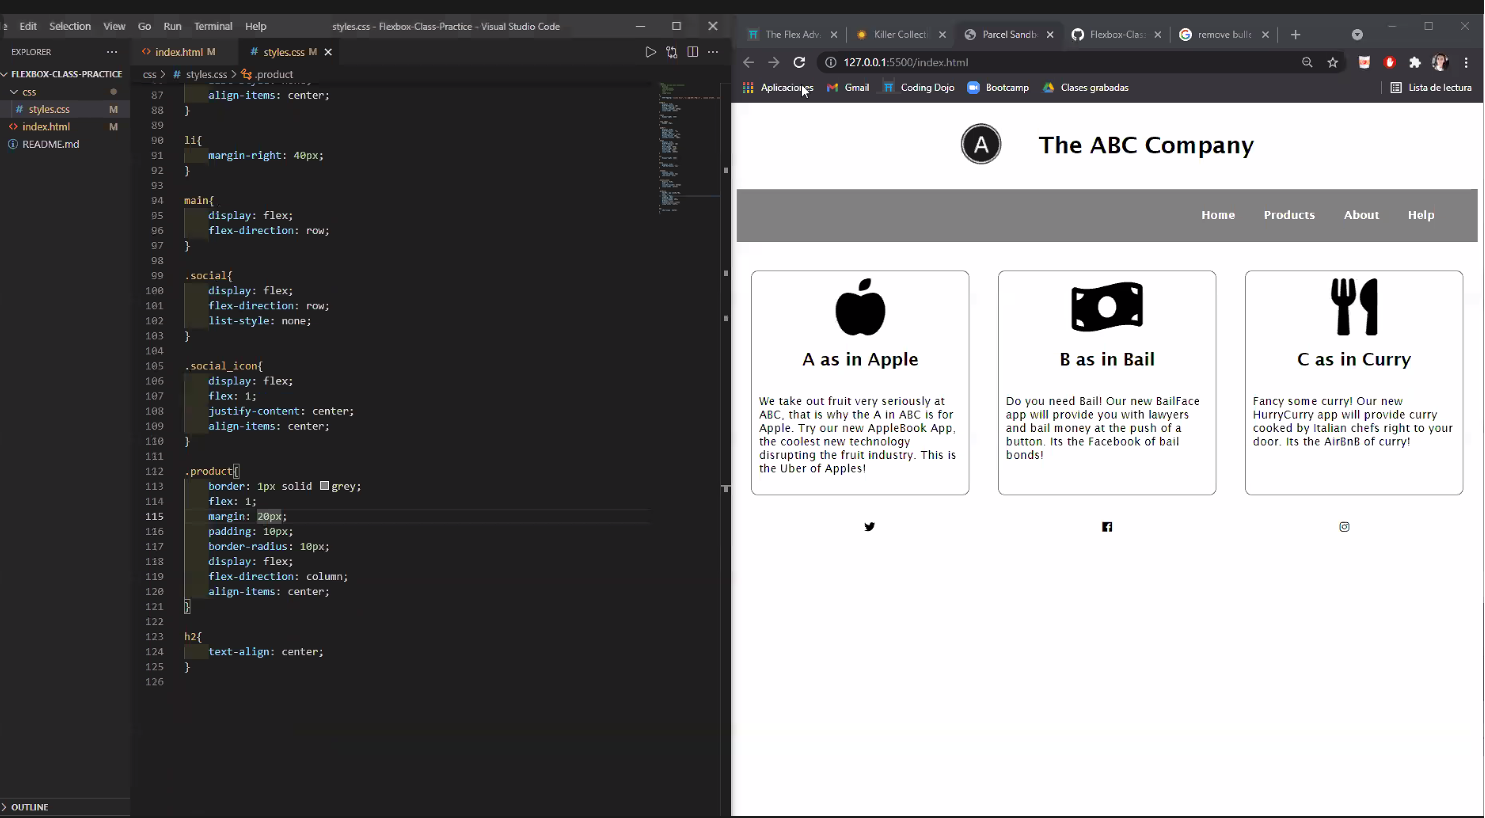 Edit Selection View Go Run Terminal Help styles.css - Flexbox-Class-Practice - Visual Studio Code
EXPLORER
FLEXBOX-CLASS-PRACTICE
css
styles.css M
index.html M
README.md
OUTLINE
index.html M styles.css M
css > styles.css > .product
87 align-items: center;
88 }
89
90 li{
91 margin-right: 40px;
92 }
93
94 main{
95 display: flex;
96 flex-direction: row;
97 }
98
99 .social{
100 display: flex;
101 flex-direction: row;
102 list-style: none;
103 }
104
105 .social_icon{
106 display: flex;
107 flex: 1;
108 justify-content: center;
109 align-items: center;
110 }
111
112 .product{
113 border: 1px solid grey;
114 flex: 1;
115 margin: 20px;
116 padding: 10px;
117 border-radius: 10px;
118 display: flex;
119 flex-direction: column;
120 align-items: center;
121 }
122
123 h2{
124 text-align: center;
125 }
126
The Flex Adv Killer Collecti Parcel Sandb Flexbox-Clas remove bulle
127.0.0.1:5500/index.html
Aplicaciones Gmail Coding Dojo Bootcamp Clases grabadas Lista de lectura
A The ABC Company
Home Products About Help
A as in Apple
We take out fruit very seriously at
ABC, that is why the A in ABC is for
Apple. Try our new AppleBook App,
the coolest new technology
disrupting the fruit industry. This is
the Uber of Apples!
B as in Bail
Do you need Bail! Our new BailFace
app will provide you with lawyers
and bail money at the push of a
button. Its the Facebook of bail
bonds!
C as in Curry
Fancy some curry! Our new
HurryCurry app will provide curry
cooked by Italian chefs right to your
door. Its the AirBnB of curry!